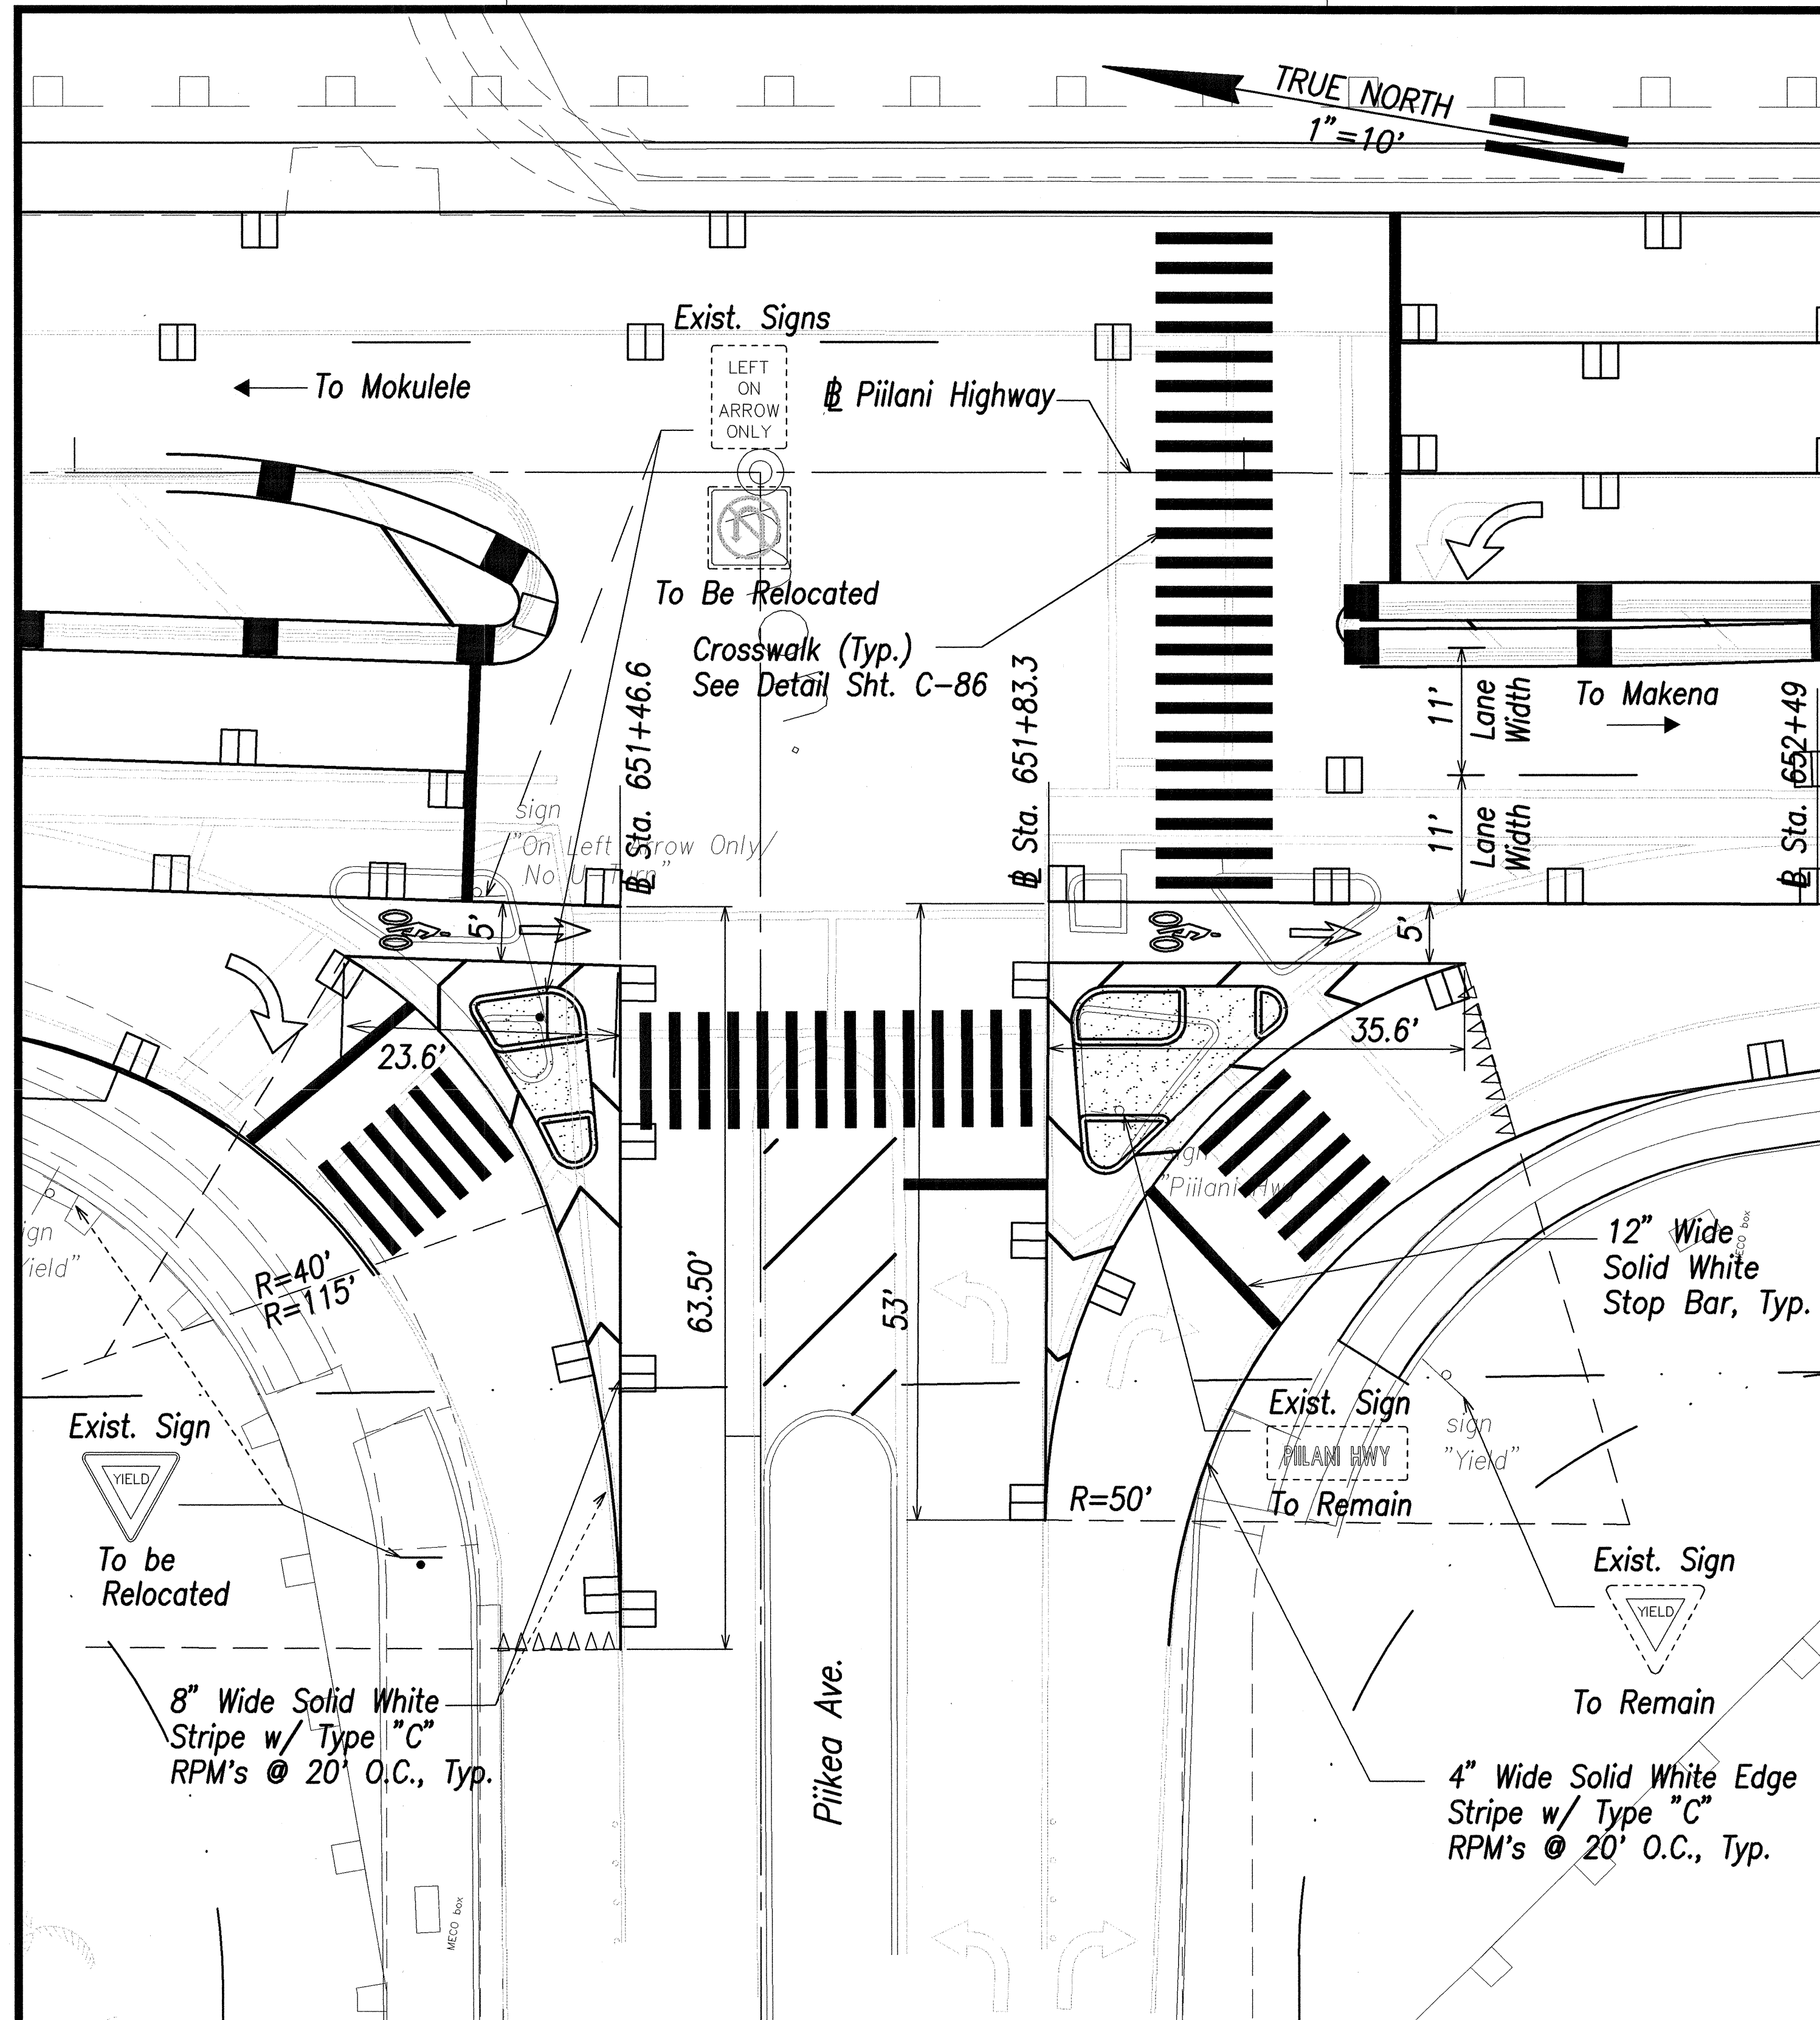 TRUE NORTH
1"=10'
Exist. Signs
LEFT
ON
ARROW
ONLY
To Mokulele
℄ Piilani Highway
To Be Relocated
Crosswalk (Typ.)
See Detail Sht. C-86
℄ Sta. 651+46.6
℄ Sta. 651+83.3
11'
Lane
Width
To Makena
11'
Lane
Width
℄ Sta. 652+49
sign
"On Left Arrow Only/
No U Turn"
5'
5'
23.6'
35.6'
sign
"Piilani Hwy"
R=40'
R=115'
63.50'
53'
12" Wide
Solid White
Stop Bar, Typ.
MECO box
Exist. Sign
YIELD
To be
Relocated
Exist. Sign
PIILANI HWY
To Remain
sign
"Yield"
R=50'
Exist. Sign
YIELD
To Remain
8" Wide Solid White
Stripe w/ Type "C"
RPM's @ 20' O.C., Typ.
Piikea Ave.
4" Wide Solid White Edge
Stripe w/ Type "C"
RPM's @ 20' O.C., Typ.
MECO box